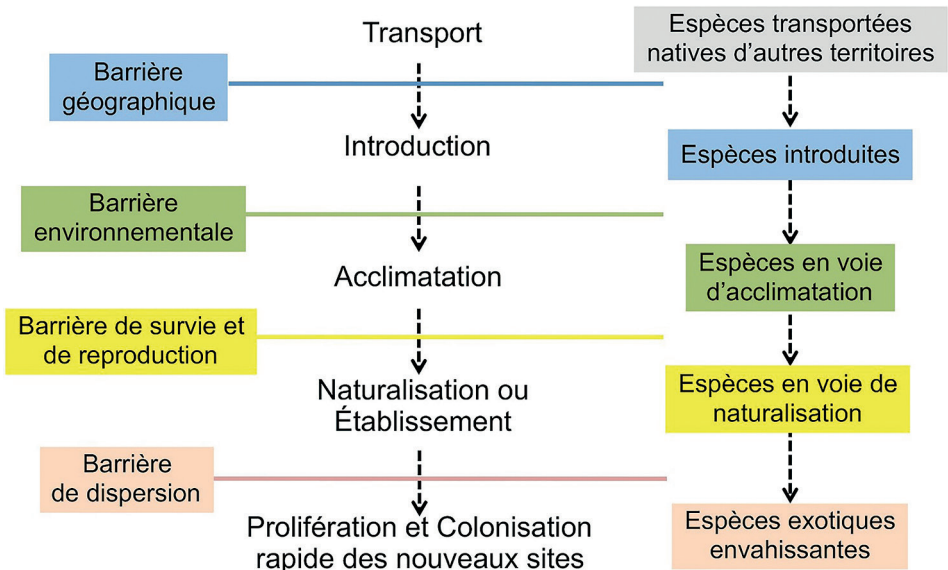 Transport
Espèces transportées
natives d'autres territoires
Barrière
géographique
Introduction
Espèces introduites
Barrière
environnementale
Acclimatation
Espèces en voie
d'acclimatation
Barrière de survie et
de reproduction
Naturalisation ou
Établissement
Espèces en voie de
naturalisation
Barrière
de dispersion
Prolifération et Colonisation
rapide des nouveaux sites
Espèces exotiques
envahissantes